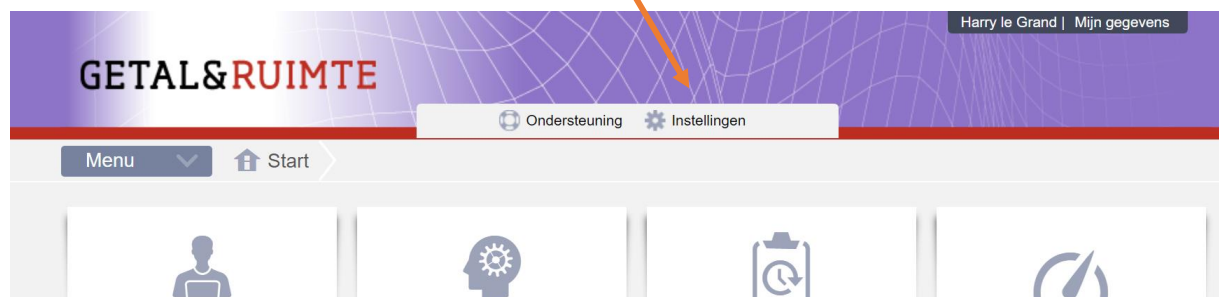 Harry le Grand | Mijn gegevens
GETAL&RUIMTE
Ondersteuning Instellingen
Menu Start